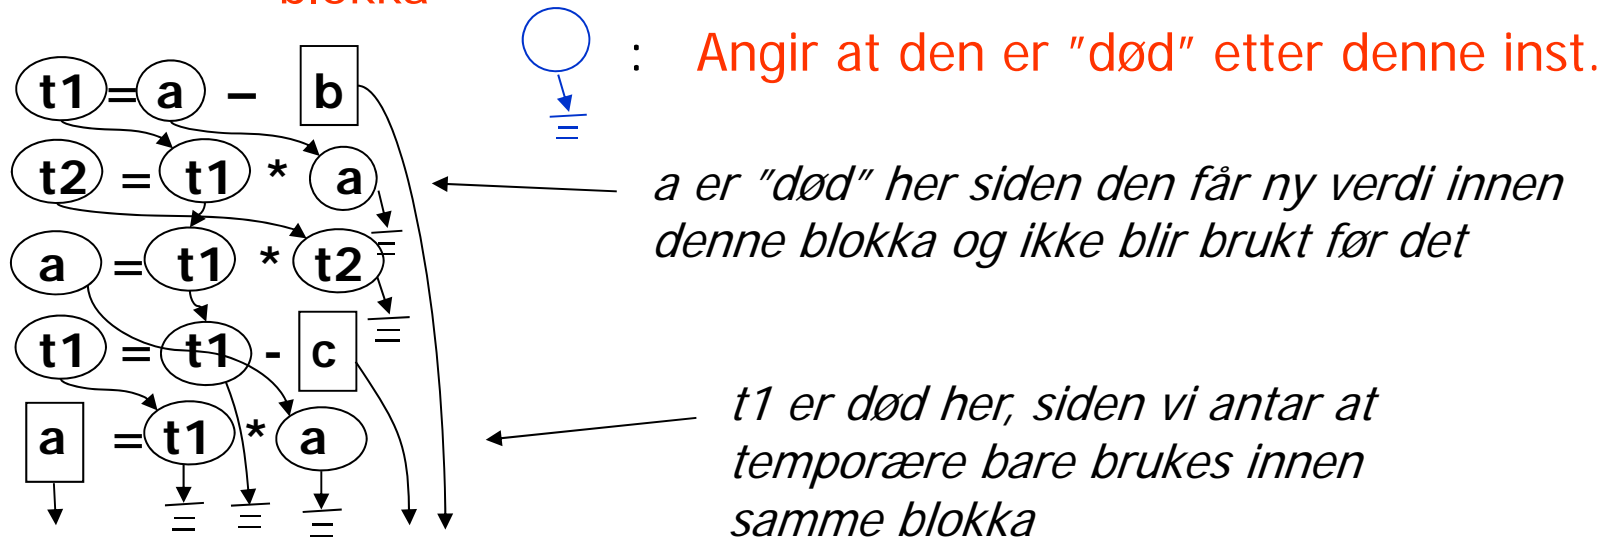 blokka
: Angir at den er "død" etter denne inst.
t1 = a - b
t2 = t1 * a
a = t1 * t2
t1 = t1 - c
a = t1 * a
a er "død" her siden den får ny verdi innen
denne blokka og ikke blir brukt før det
t1 er død her, siden vi antar at
temporære bare brukes innen
samme blokka